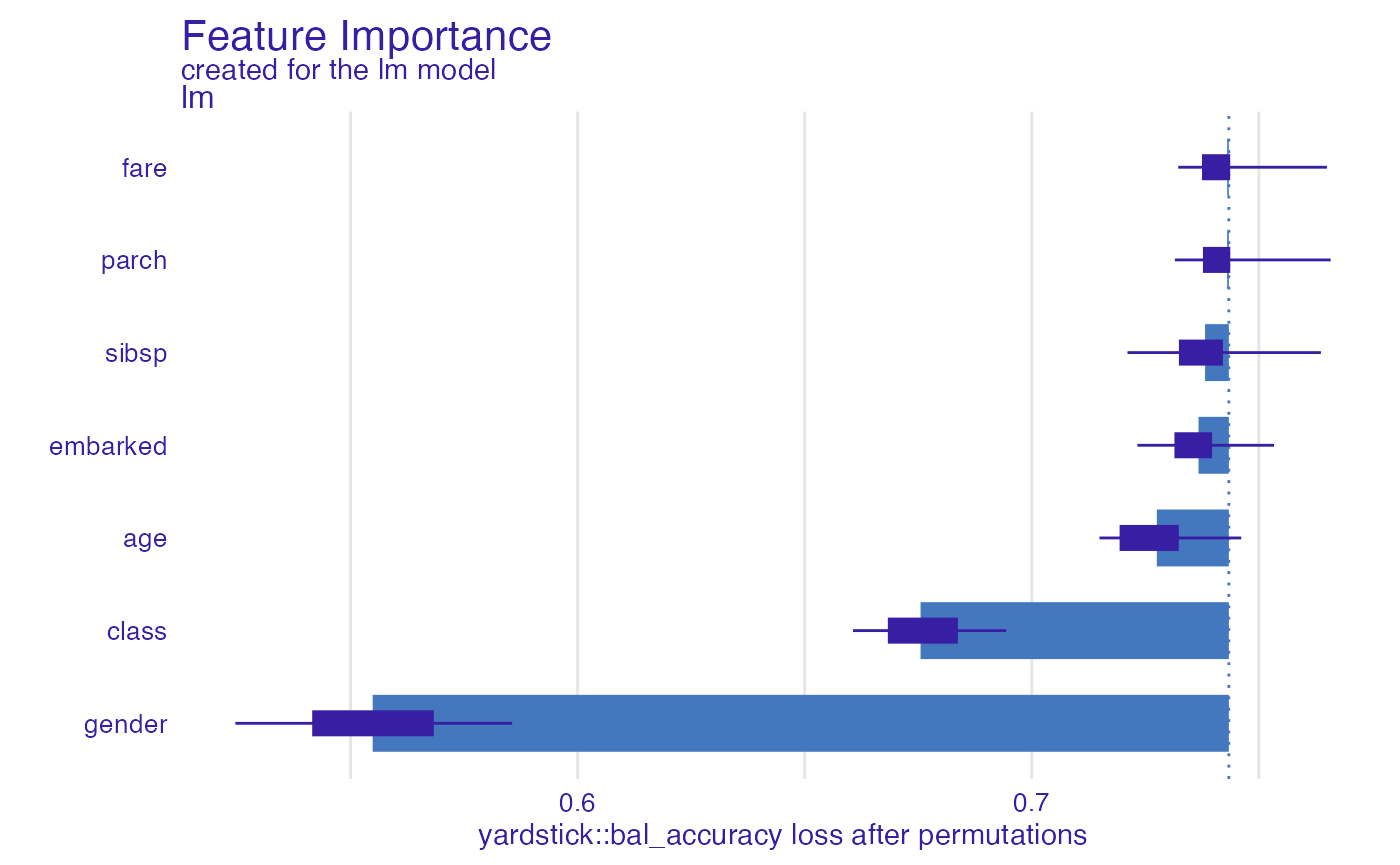 Feature Importance
created for the lm model
lm
fare
parch
sibsp
embarked
age
class
gender
0.6 0.7
yardstick::bal_accuracy loss after permutations